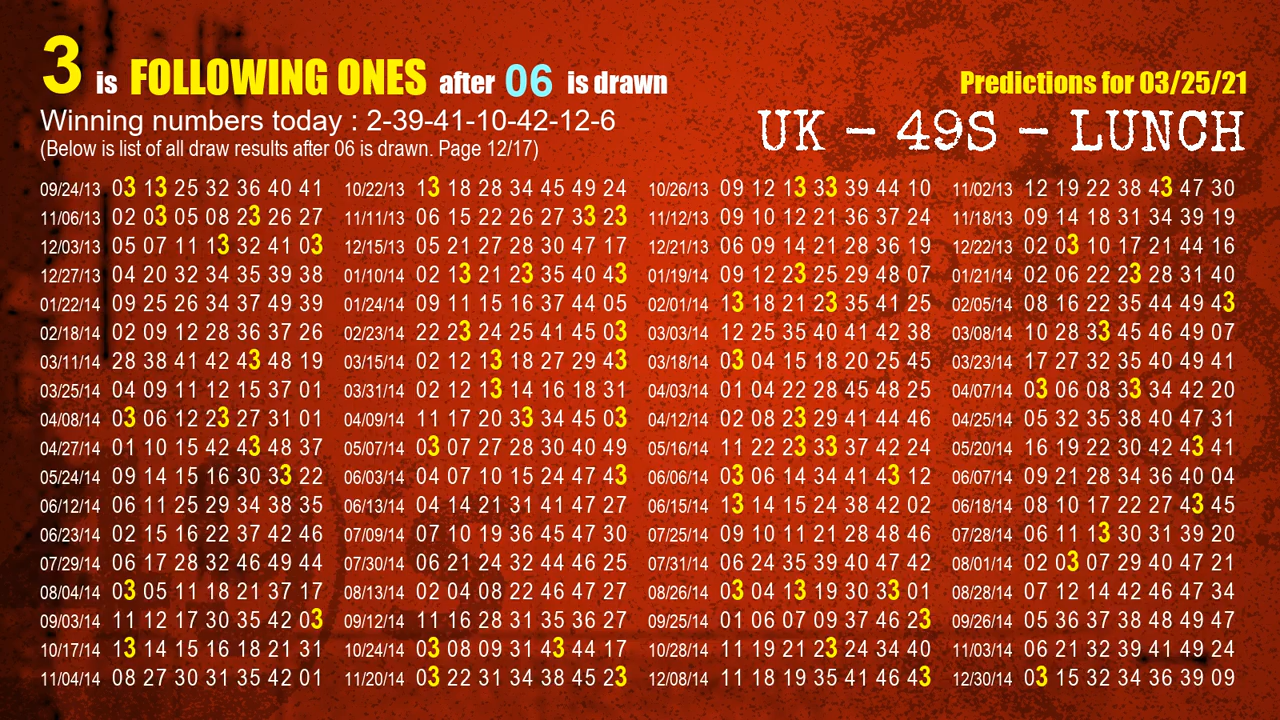 3 is FOLLOWING ONES after 06 is drawn
Predictions for 03/25/21
Winning numbers today : 2-39-41-10-42-12-6
UK - 49S - LUNCH
(Below is list of all draw results after 06 is drawn. Page 12/17)
09/24/13 03 13 25 32 36 40 41 10/22/13 13 18 28 34 45 49 24 10/26/13 09 12 13 33 39 44 10 11/02/13 12 19 22 38 43 47 30
11/06/13 02 03 05 08 23 26 27 11/11/13 06 15 22 26 27 33 23 11/12/13 09 10 12 21 36 37 24 11/18/13 09 14 18 31 34 39 19
12/03/13 05 07 11 13 32 41 03 12/15/13 05 21 27 28 30 47 17 12/21/13 06 09 14 21 28 36 19 12/22/13 02 03 10 17 21 44 16
12/27/13 04 20 32 34 35 39 38 01/10/14 02 13 21 23 35 40 43 01/19/14 09 12 23 25 29 48 07 01/21/14 02 06 22 23 28 31 40
01/22/14 09 25 26 34 37 49 39 01/24/14 09 11 15 16 37 44 05 02/01/14 13 18 21 23 35 41 25 02/05/14 08 16 22 35 44 49 43
02/18/14 02 09 12 28 36 37 26 02/23/14 22 23 24 25 41 45 03 03/03/14 12 25 35 40 41 42 38 03/08/14 10 28 33 45 46 49 07
03/11/14 28 38 41 42 43 48 19 03/15/14 02 12 13 18 27 29 43 03/18/14 03 04 15 18 20 25 45 03/23/14 17 27 32 35 40 49 41
03/25/14 04 09 11 12 15 37 01 03/31/14 02 12 13 14 16 18 31 04/03/14 01 04 22 28 45 48 25 04/07/14 03 06 08 33 34 42 20
04/08/14 03 06 12 23 27 31 01 04/09/14 11 17 20 33 34 45 03 04/12/14 02 08 23 29 41 44 46 04/25/14 05 32 35 38 40 47 31
04/27/14 01 10 15 42 43 48 37 05/07/14 03 07 27 28 30 40 49 05/16/14 11 22 23 33 37 42 24 05/20/14 16 19 22 30 42 43 41
05/24/14 09 14 15 16 30 33 22 06/03/14 04 07 10 15 24 47 43 06/06/14 03 06 14 34 41 43 12 06/07/14 09 21 28 34 36 40 04
06/12/14 06 11 25 29 34 38 35 06/13/14 04 14 21 31 41 47 27 06/15/14 13 14 15 24 38 42 02 06/18/14 08 10 17 22 27 43 45
06/23/14 02 15 16 22 37 42 46 07/09/14 07 10 19 36 45 47 30 07/25/14 09 10 11 21 28 48 46 07/28/14 06 11 13 30 31 39 20
07/29/14 06 17 28 32 46 49 44 07/30/14 06 21 24 32 44 46 25 07/31/14 06 24 35 39 40 47 42 08/01/14 02 03 07 29 40 47 21
08/04/14 03 05 11 18 21 37 17 08/13/14 02 04 08 22 46 47 27 08/26/14 03 04 13 19 30 33 01 08/28/14 07 12 14 42 46 47 34
09/03/14 11 12 17 30 35 42 03 09/12/14 11 16 28 31 35 36 27 09/25/14 01 06 07 09 37 46 23 09/26/14 05 36 37 38 48 49 47
10/17/14 13 14 15 16 18 21 31 10/24/14 03 08 09 31 43 44 17 10/28/14 11 19 21 23 24 34 40 11/03/14 06 21 32 39 41 49 24
11/04/14 08 27 30 31 35 42 01 11/20/14 03 22 31 34 38 45 23 12/08/14 11 18 19 35 41 46 43 12/30/14 03 15 32 34 36 39 09